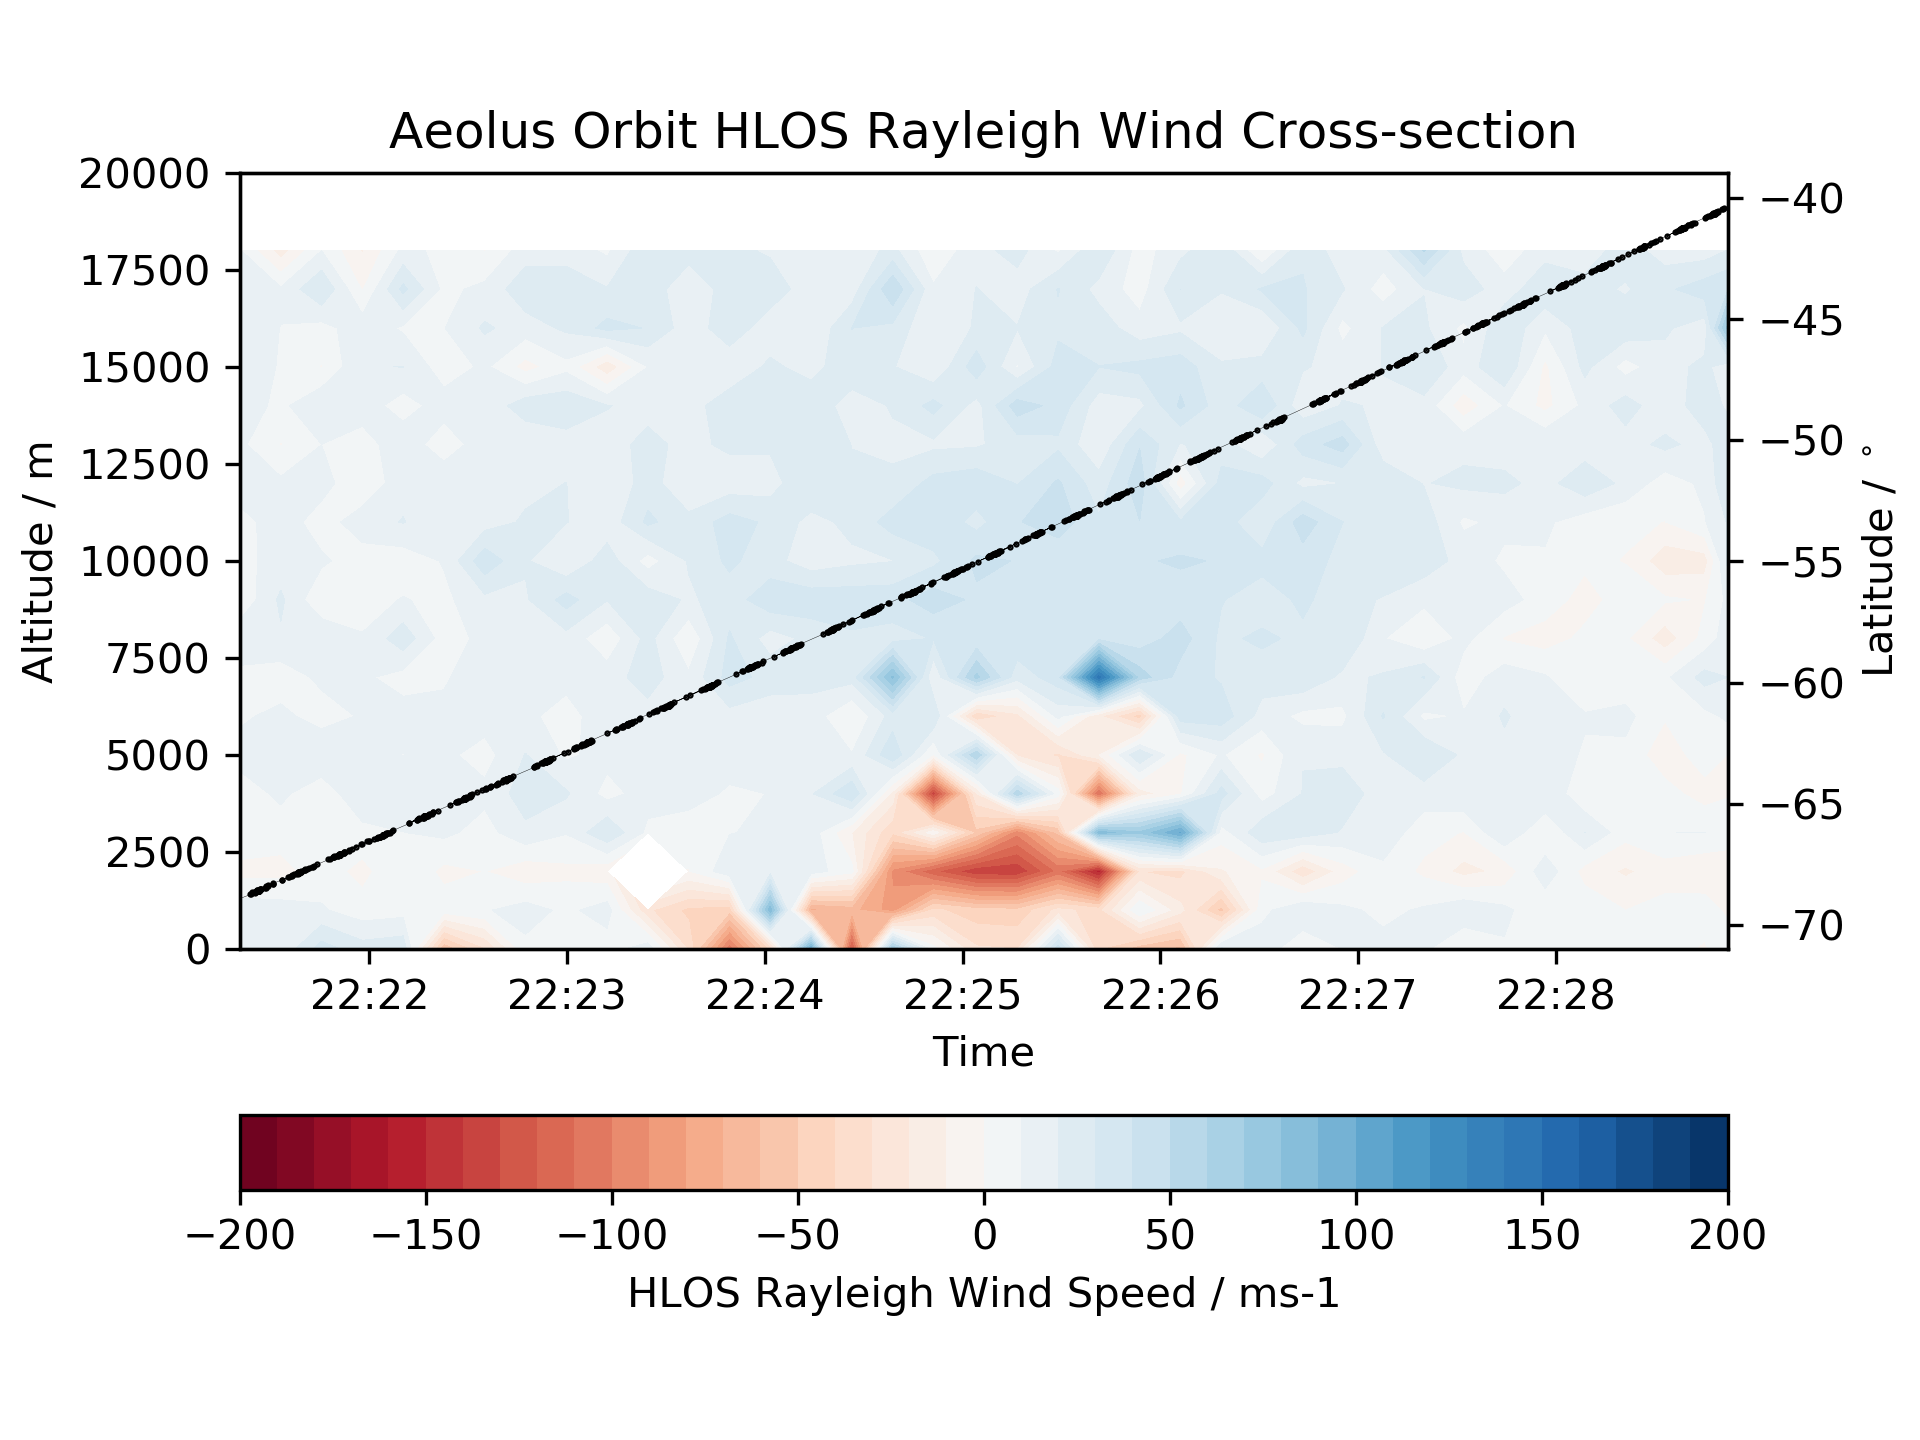 Aeolus Orbit HLOS Rayleigh Wind Cross-section
20000
17500
15000
12500
10000
7500
5000
2500
0
Altitude / m
−40
−45
−50
−55
−60
−65
−70
Latitude / °
22:22 22:23 22:24 22:25 22:26 22:27 22:28
Time
−200 −150 −100 −50 0 50 100 150 200
HLOS Rayleigh Wind Speed / ms-1